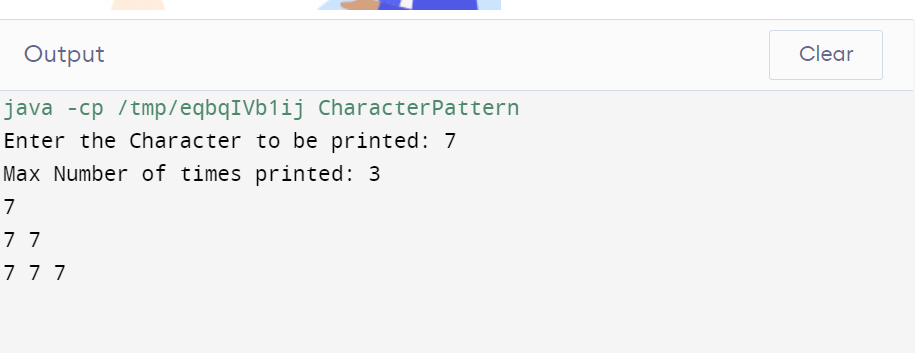 Output
Clear
java -cp /tmp/eqbqIVb1ij CharacterPattern
Enter the Character to be printed: 7
Max Number of times printed: 3
7
7 7
7 7 7